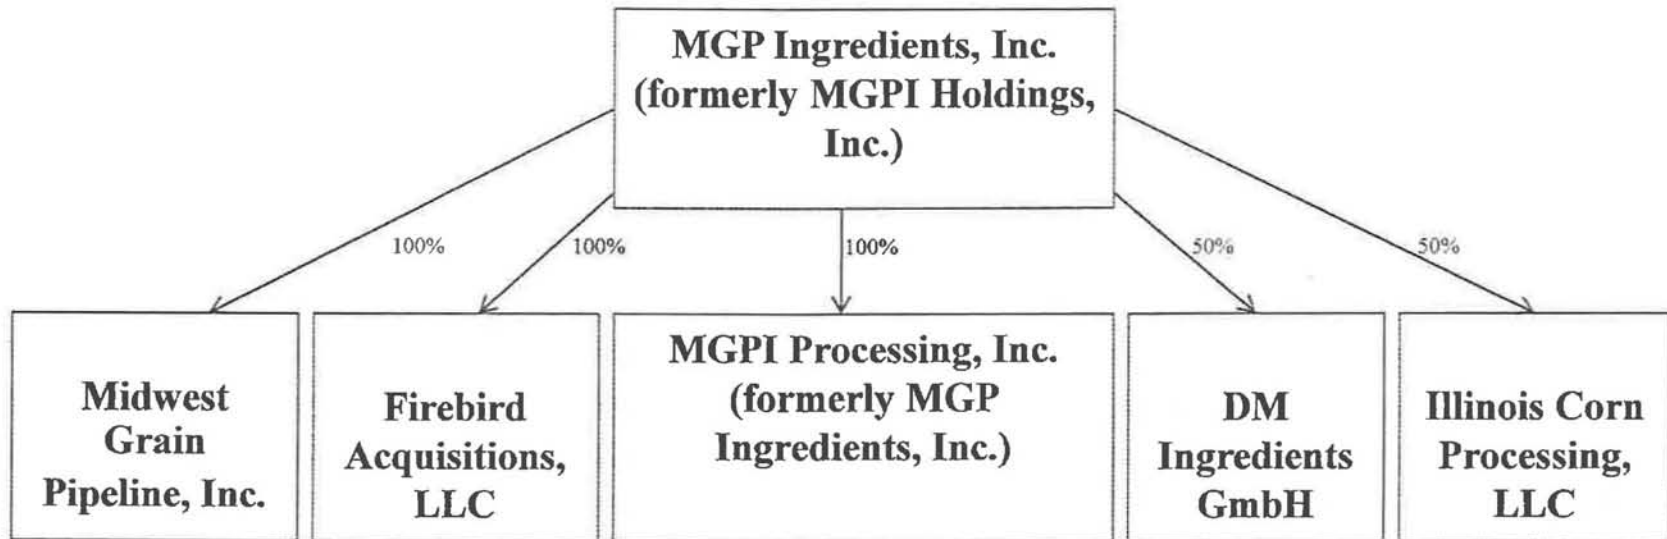 MGP Ingredients, Inc.
(formerly MGPI Holdings,
Inc.)
100%
100%
100%
50%
50%
Midwest
Grain
Pipeline, Inc.
Firebird
Acquisitions,
LLC
MGPI Processing, Inc.
(formerly MGP
Ingredients, Inc.)
DM
Ingredients
GmbH
Illinois Corn
Processing,
LLC